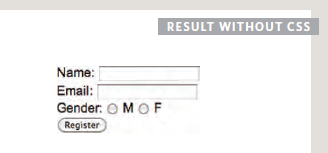 RESULT WITHOUT CSS
Name:
Email:
Gender: M F
Register